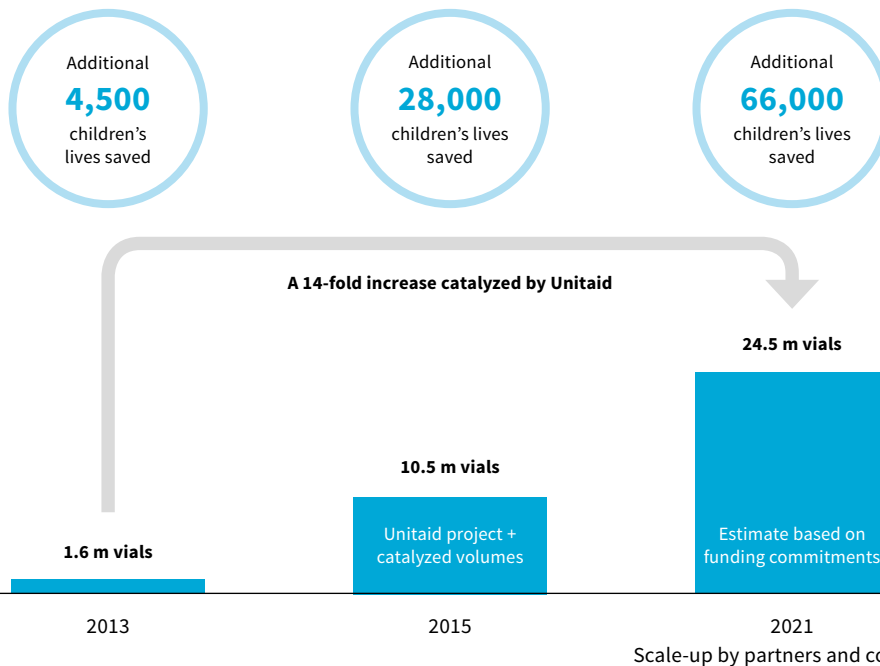 Additional
4,500
children's
lives saved
Additional
28,000
children’s lives
saved
Additional
66,000
children’s lives
saved
A 14-fold increase catalyzed by Unitaid
24.5 m vials
10.5 m vials
1.6 m vials
Unitaid project +
catalyzed volumes
Estimate based on
funding commitments
2013
2015
2021
Scale-up by partners and